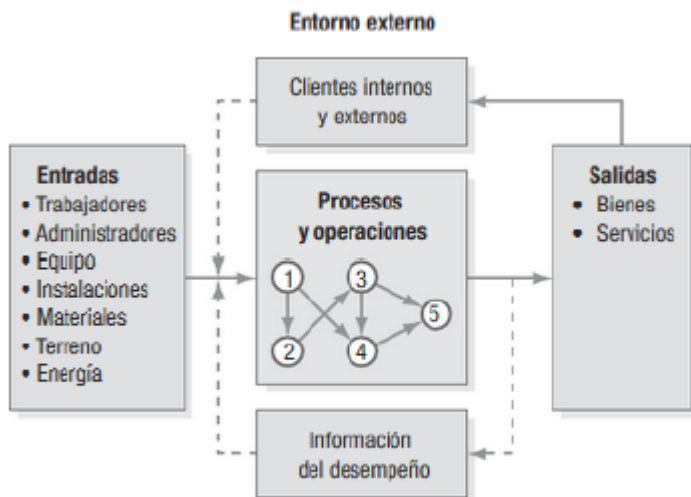 Entorno externo
Clientes internos
y externos
Entradas
• Trabajadores
• Administradores
• Equipo
• Instalaciones
• Materiales
• Terreno
• Energía
Procesos
y operaciones
1
3
5
2
4
Salidas
• Bienes
• Servicios
Información
del desempeño